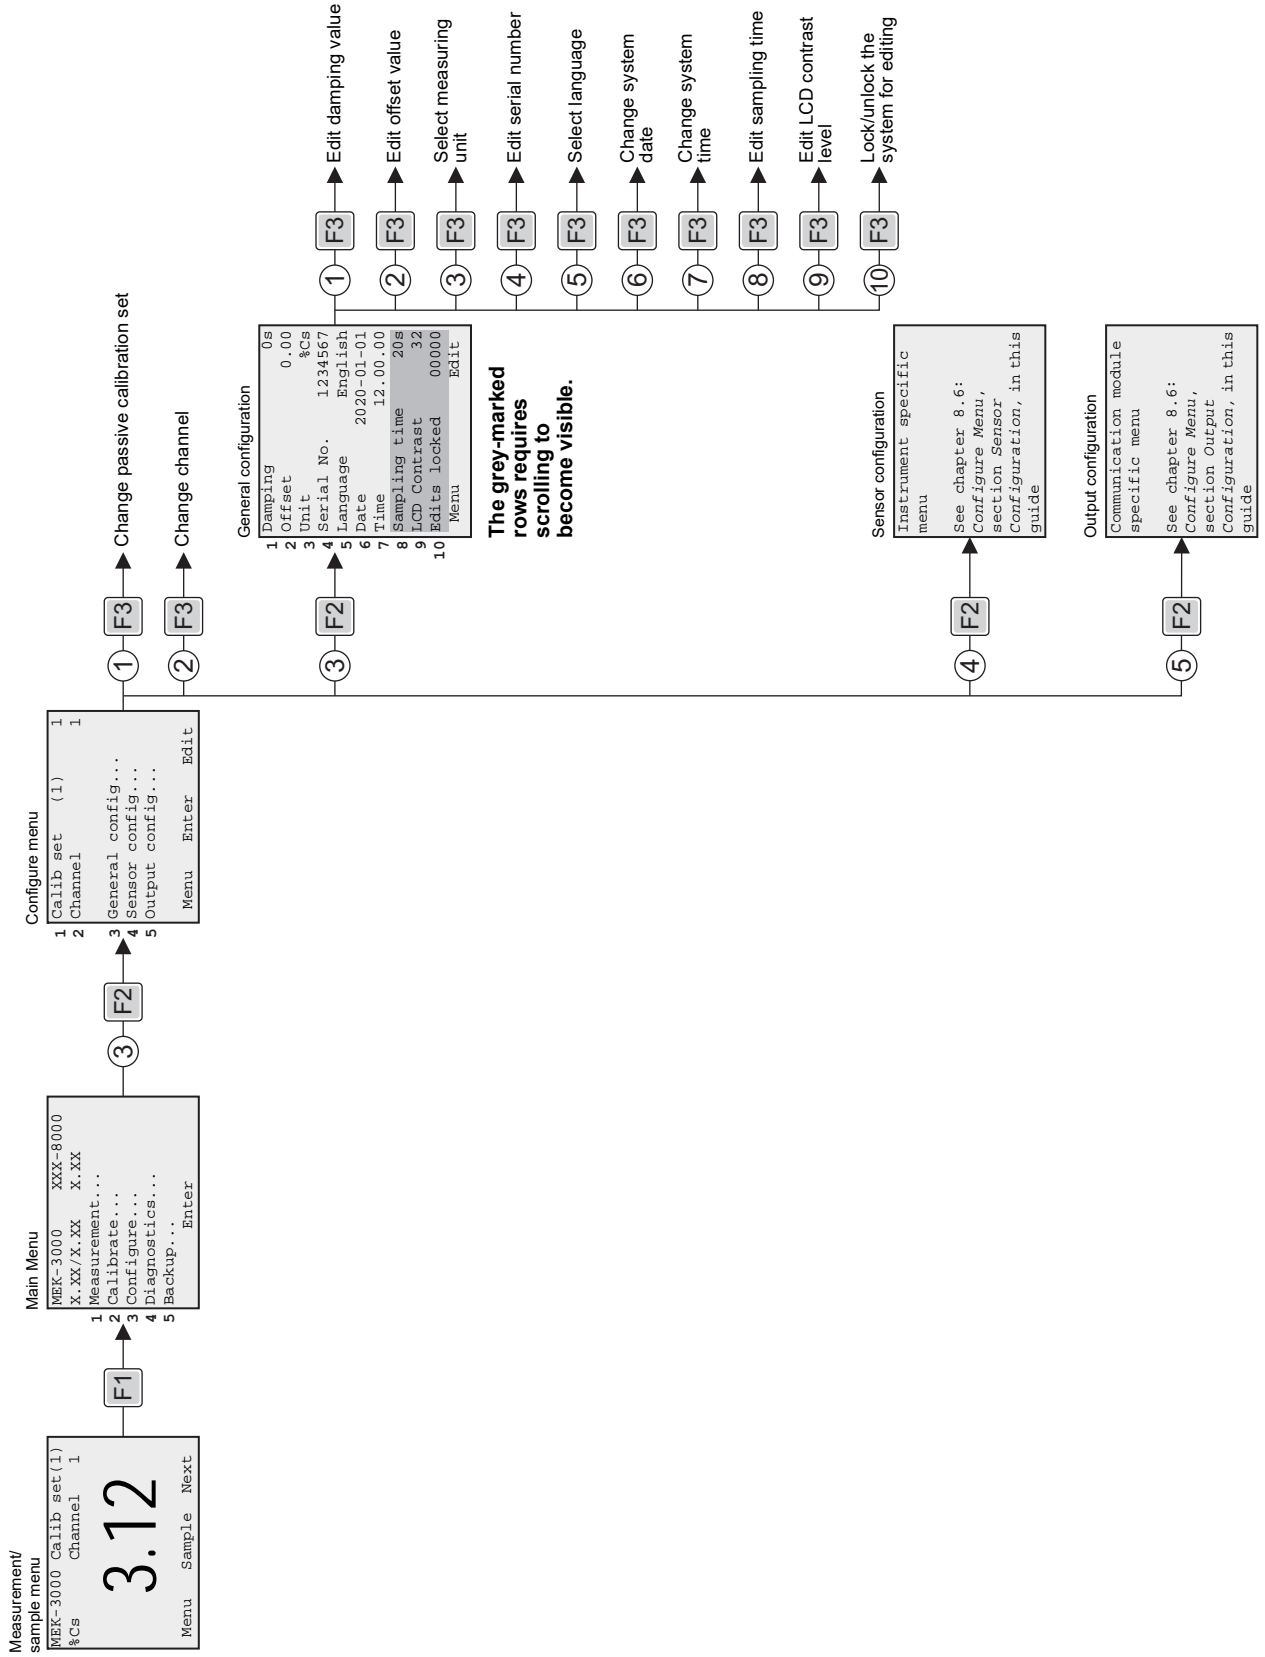 Measurement/
sample menu
MEK-3000 Calib set(1)
%Cs Channel 1
3.12
Menu Sample Next
F1
Main Menu
MEK-3000 XXX-8000
X.XX/X.XX X.XX
1 Measurement...
2 Calibrate...
3 Configure...
4 Diagnostics...
5 Backup...
Enter
3
F2
Configure menu
1 Calib set (1) 1
2 Channel 1
3 General config...
4 Sensor config...
5 Output config...
Menu Enter Edit
1 F3 Change passive calibration set
2 F3 Change channel
3 F2
General configuration
1 Damping 0s
2 Offset 0.00
3 Unit %Cs
4 Serial No. 1234567
5 Language English
6 Date 2020-01-01
7 Time 12.00.00
8 Sampling time 20s
9 LCD Contrast 32
10 Edits locked 00000
Menu Edit
The grey-marked
rows requires
scrolling to
become visible.
1 F3 Edit damping value
2 F3 Edit offset value
3 F3 Select measuring
unit
4 F3 Edit serial number
5 F3 Select language
6 F3 Change system
date
7 F3 Change system
time
8 F3 Edit sampling time
9 F3 Edit LCD contrast
level
10 F3 Lock/unlock the
system for editing
4 F2
Sensor configuration
Instrument specific
menu
See chapter 8.6:
Configure Menu,
section Sensor
Configuration, in this
guide
5 F2
Output configuration
Communication module
specific menu
See chapter 8.6:
Configure Menu,
section Output
Configuration, in this
guide